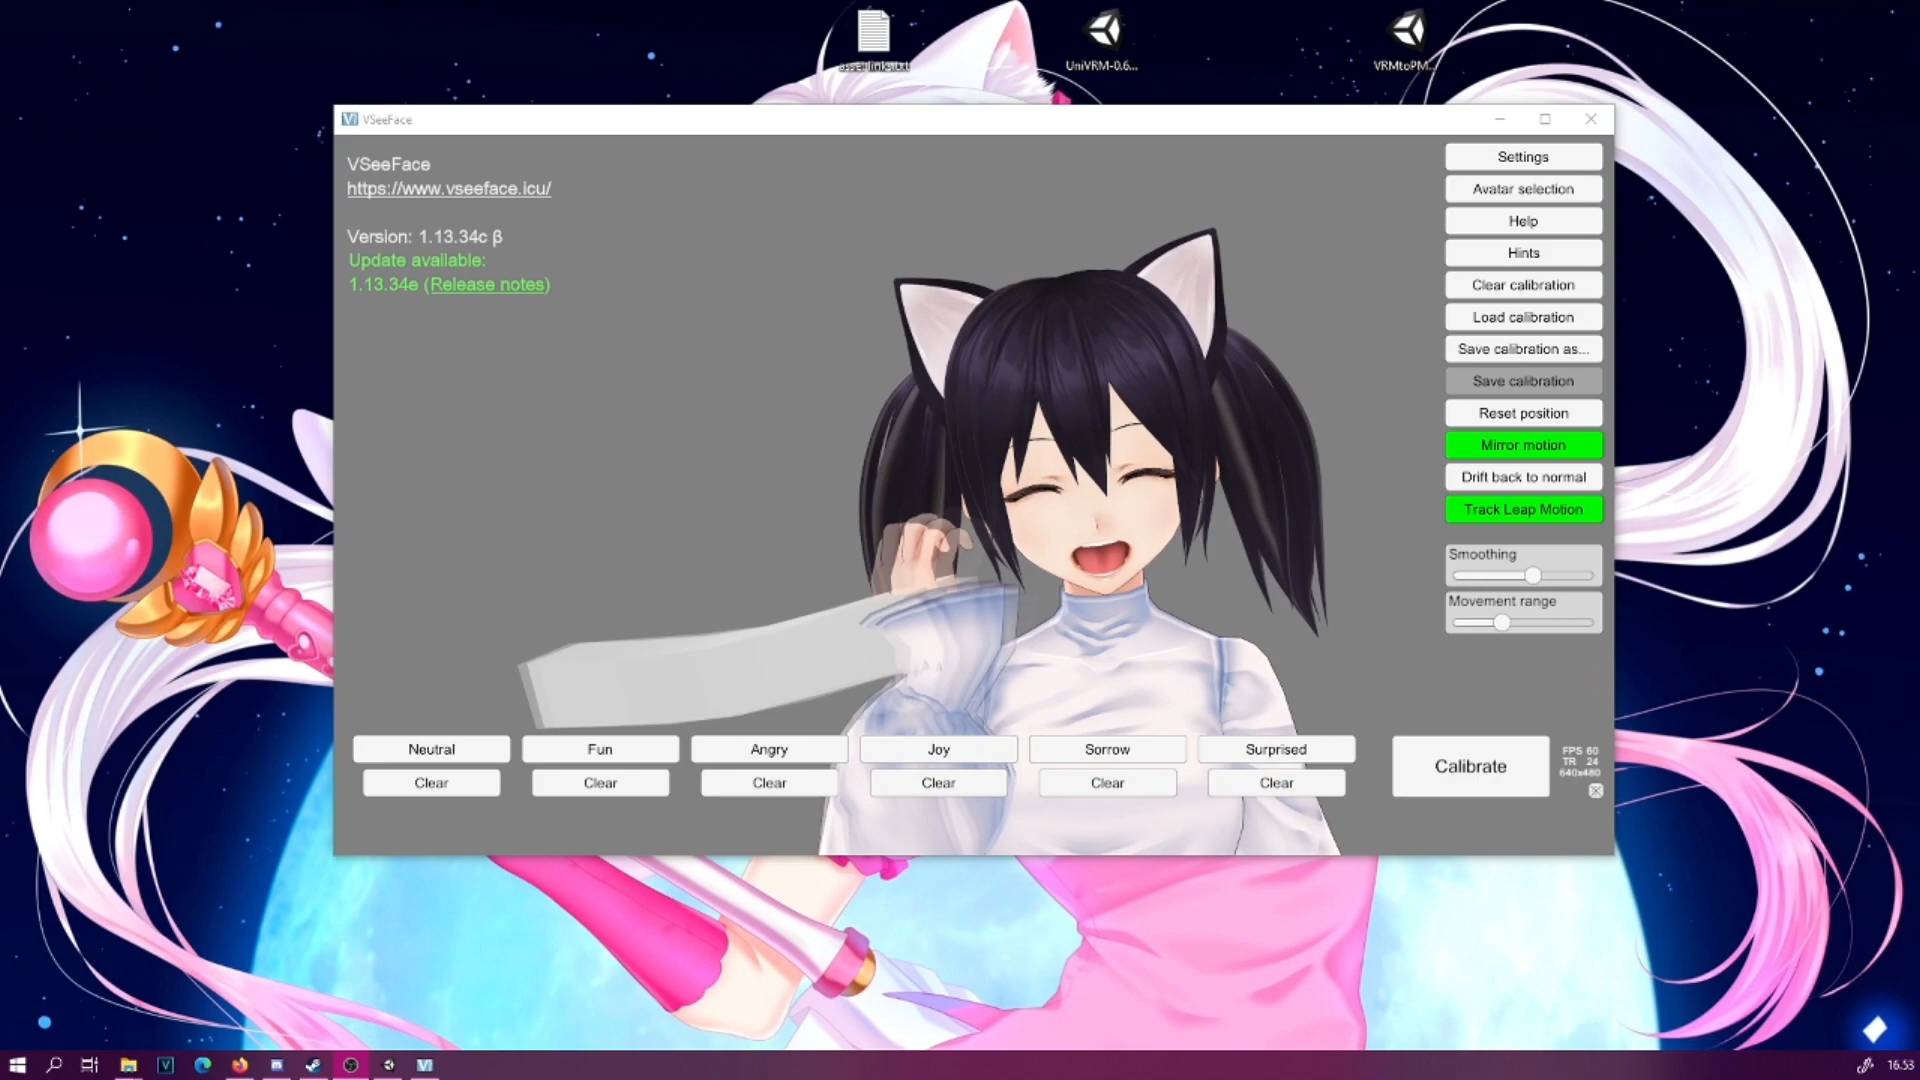 UniVRM-0.6...
VRMtoPM...
VSeeFace
VSeeFace
https://www.vseeface.icu/
Version: 1.13.34c β
Update available:
1.13.34e (Release notes)
Settings
Avatar selection
Help
Hints
Clear calibration
Load calibration
Save calibration as...
Save calibration
Reset position
Mirror motion
Drift back to normal
Track Leap Motion
Smoothing
Movement range
Neutral
Fun
Angry
Joy
Sorrow
Surprised
Clear
Clear
Clear
Clear
Clear
Clear
Calibrate
FPS 60
TR 24
640x480
16.53